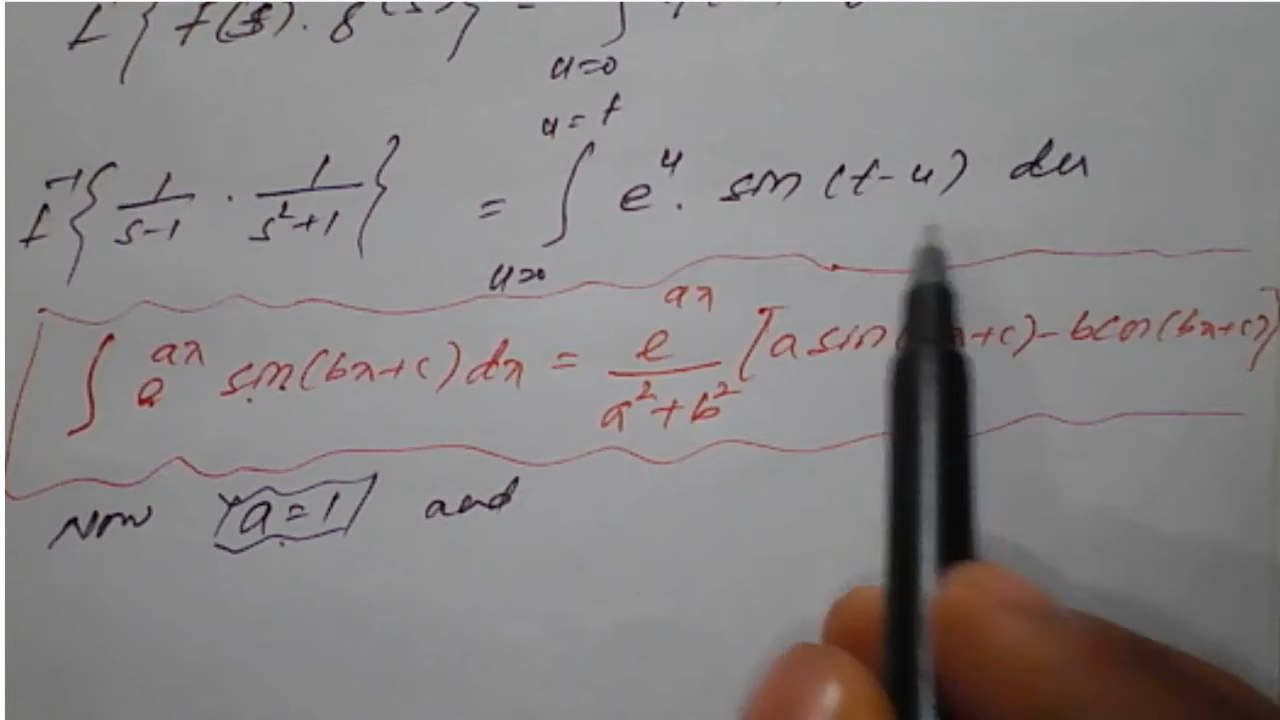 L{f(s). g(s)} = ∫
u=0
u=t
L⁻¹{1/(s-1) · 1/(s²+1)} = ∫ e^u. sin(t-u) du
u=0
∫ e^(ax) sin(bx+c) dx = e^(ax)/(a²+b²) [a sin( x+c) - b cos(bx+c)]
Now a=1 and